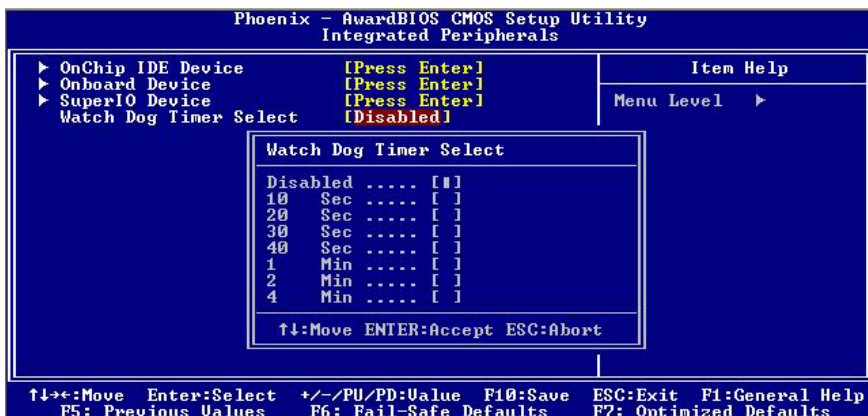 Phoenix - AwardBIOS CMOS Setup Utility
Integrated Peripherals
► OnChip IDE Device [Press Enter]
► Onboard Device [Press Enter]
► SuperIO Device [Press Enter]
Watch Dog Timer Select [Disabled]
Item Help
Menu Level ►
Watch Dog Timer Select
Disabled ..... [■]
10 Sec ..... [ ]
20 Sec ..... [ ]
30 Sec ..... [ ]
40 Sec ..... [ ]
1 Min ..... [ ]
2 Min ..... [ ]
4 Min ..... [ ]
↑↓:Move ENTER:Accept ESC:Abort
↑↓→←:Move Enter:Select +/-/PU/PD:Value F10:Save ESC:Exit F1:General Help
F5: Previous Values F6: Fail-Safe Defaults F7: Optimized Defaults